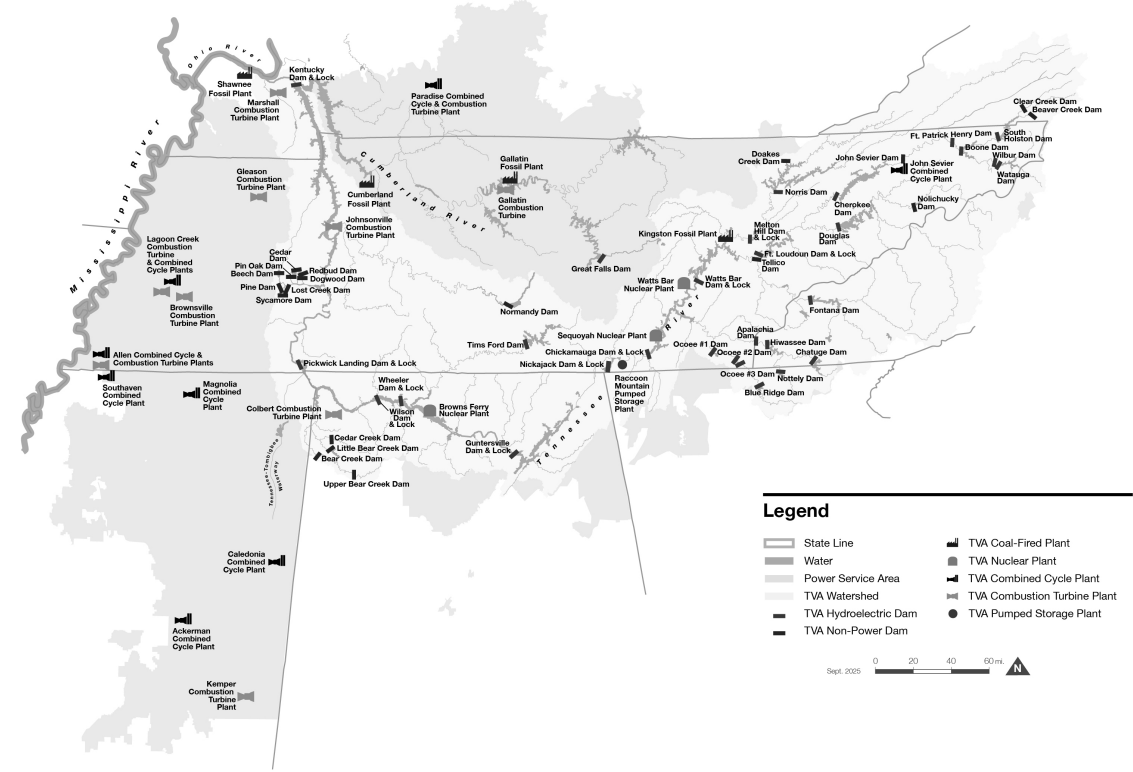 Ohio River
Mississippi River
Shawnee
Fossil Plant
Marshall
Combustion
Turbine Plant
Kentucky
Dam & Lock
Paradise Combined
Cycle & Combustion
Turbine Plant
Clear Creek Dam
Beaver Creek Dam
Ft. Patrick Henry Dam
South
Holston Dam
Boone Dam
Wilbur Dam
Watauga
Dam
John Sevier Dam
John Sevier
Combined
Cycle Plant
Doakes
Creek Dam
Norris Dam
Cherokee
Dam
Nolichucky
Dam
Douglas
Dam
Gleason
Combustion
Turbine Plant
Cumberland River
Cumberland
Fossil Plant
Gallatin
Fossil Plant
Gallatin
Combustion
Turbine
Johnsonville
Combustion
Turbine Plant
Kingston Fossil Plant
Melton
Hill Dam
& Lock
Ft. Loudoun Dam & Lock
Tellico
Dam
Great Falls Dam
Lagoon Creek
Combustion
Turbine
& Combined
Cycle Plants
Brownsville
Combustion
Turbine Plant
Cedar
Dam
Pin Oak Dam
Beech Dam
Redbud Dam
Dogwood Dam
Pine Dam
Lost Creek Dam
Sycamore Dam
Normandy Dam
Watts Bar
Nuclear Plant
Watts Bar
Dam & Lock
Fontana Dam
Tims Ford Dam
Sequoyah Nuclear Plant
Chickamauga Dam & Lock
Nickajack Dam & Lock
Raccoon
Mountain
Pumped
Storage
Plant
Ocoee #1 Dam
Ocoee #2 Dam
Ocoee #3 Dam
Apalachia
Dam
Hiwassee Dam
Chatuge Dam
Nottely Dam
Blue Ridge Dam
Allen Combined Cycle &
Combustion Turbine Plants
Southaven
Combined
Cycle Plant
Magnolia
Combined
Cycle
Plant
Pickwick Landing Dam & Lock
Wheeler
Dam & Lock
Wilson
Dam
& Lock
Colbert Combustion
Turbine Plant
Browns Ferry
Nuclear Plant
Guntersville
Dam & Lock
Tennessee River
Tennessee-Tombigbee
Waterway
Cedar Creek Dam
Little Bear Creek Dam
Bear Creek Dam
Upper Bear Creek Dam
Caledonia
Combined
Cycle Plant
Ackerman
Combined
Cycle Plant
Kemper
Combustion
Turbine
Plant
Legend
State Line
Water
Power Service Area
TVA Watershed
TVA Hydroelectric Dam
TVA Non-Power Dam
TVA Coal-Fired Plant
TVA Nuclear Plant
TVA Combined Cycle Plant
TVA Combustion Turbine Plant
TVA Pumped Storage Plant
Sept. 2025
0 20 40 60 mi.
N